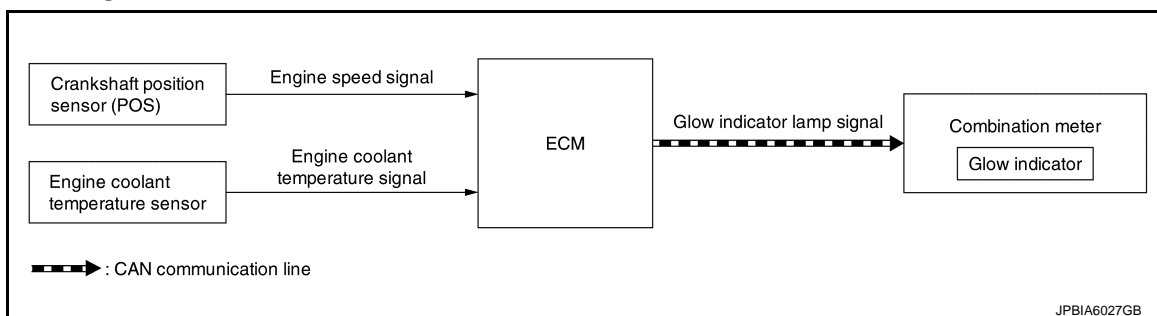 Crankshaft position
sensor (POS)
Engine speed signal
Engine coolant
temperature sensor
Engine coolant
temperature signal
ECM
Glow indicator lamp signal
Combination meter
Glow indicator
: CAN communication line
JPBIA6027GB